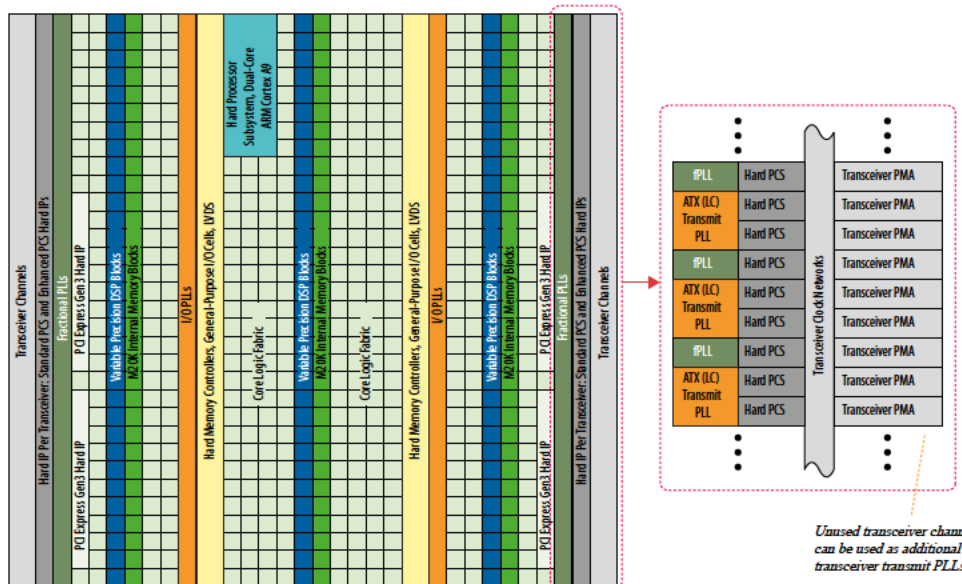 Transceiver Channels
Hard IP Per Transceiver: Standard PCS and Enhanced PCS Hard IPs
Fractional PLLs
PCI Express Gen3 Hard IP
PCI Express Gen3 Hard IP
Variable Precision DSP Blocks
M20K Internal Memory Blocks
I/O PLLs
Hard Memory Controllers, General-Purpose I/O Cells, LVDS
Hard Processor
Subsystem, Dual-Core
ARM Cortex A9
Core Logic Fabric
Variable Precision DSP Blocks
M20K Internal Memory Blocks
Core Logic Fabric
Hard Memory Controllers, General-Purpose I/O Cells, LVDS
I/O PLLs
Variable Precision DSP Blocks
M20K Internal Memory Blocks
PCI Express Gen3 Hard IP
PCI Express Gen3 Hard IP
Fractional PLLs
Hard IP Per Transceiver: Standard PCS and Enhanced PCS Hard IPs
Transceiver Channels
fPLL
ATX (LC)
Transmit
PLL
fPLL
ATX (LC)
Transmit
PLL
fPLL
ATX (LC)
Transmit
PLL
Hard PCS
Hard PCS
Hard PCS
Hard PCS
Hard PCS
Hard PCS
Hard PCS
Hard PCS
Hard PCS
Transceiver Clock Networks
Transceiver PMA
Transceiver PMA
Transceiver PMA
Transceiver PMA
Transceiver PMA
Transceiver PMA
Transceiver PMA
Transceiver PMA
Transceiver PMA
Unused transceiver
can be used as additional
transceiver transmit PLLs